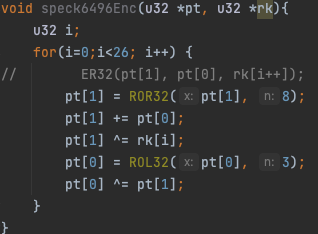 void speck6496Enc(u32 *pt, u32 *rk){
    u32 i;
    for(i=0;i<26; i++) {
//        ER32(pt[1], pt[0], rk[i++]);
        pt[1] = ROR32( x: pt[1], n: 8);
        pt[1] += pt[0];
        pt[1] ^= rk[i];
        pt[0] = ROL32( x: pt[0], n: 3);
        pt[0] ^= pt[1];
    }
}